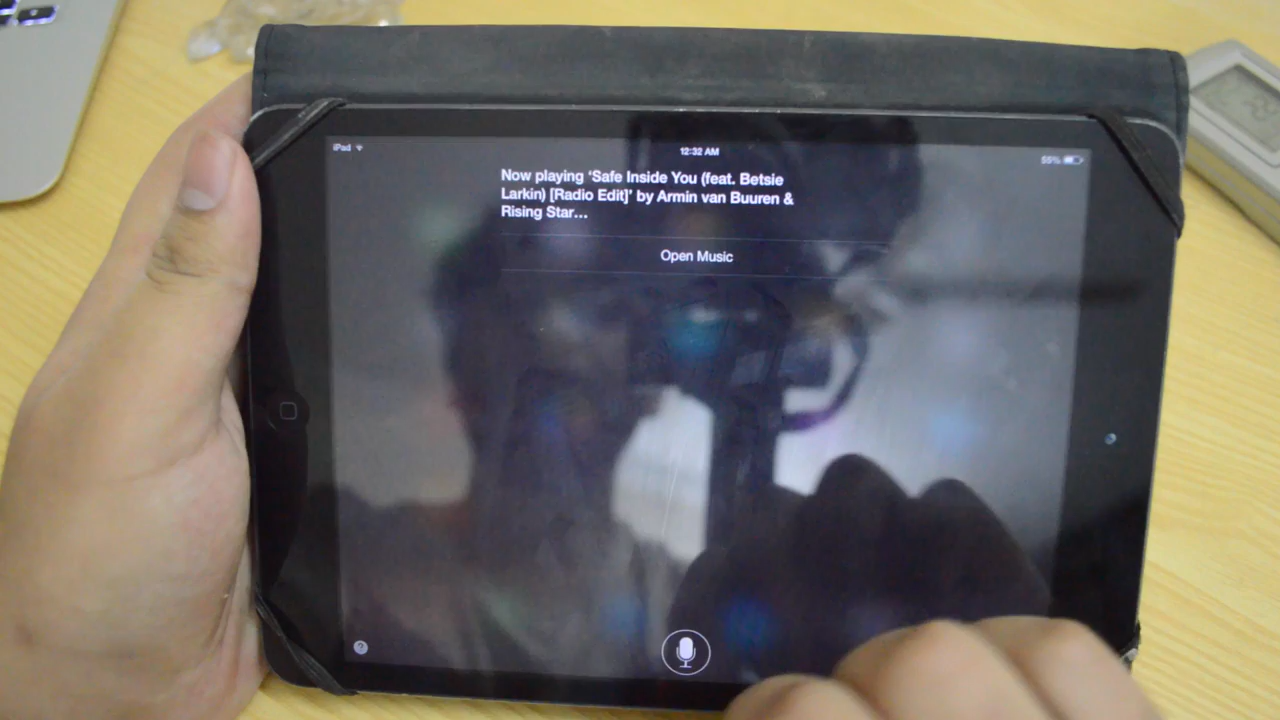 iPad
12:32 AM
55%
Now playing ‘Safe Inside You (feat. Betsie
Larkin) [Radio Edit]’ by Armin van Buuren &
Rising Star...
Open Music
?